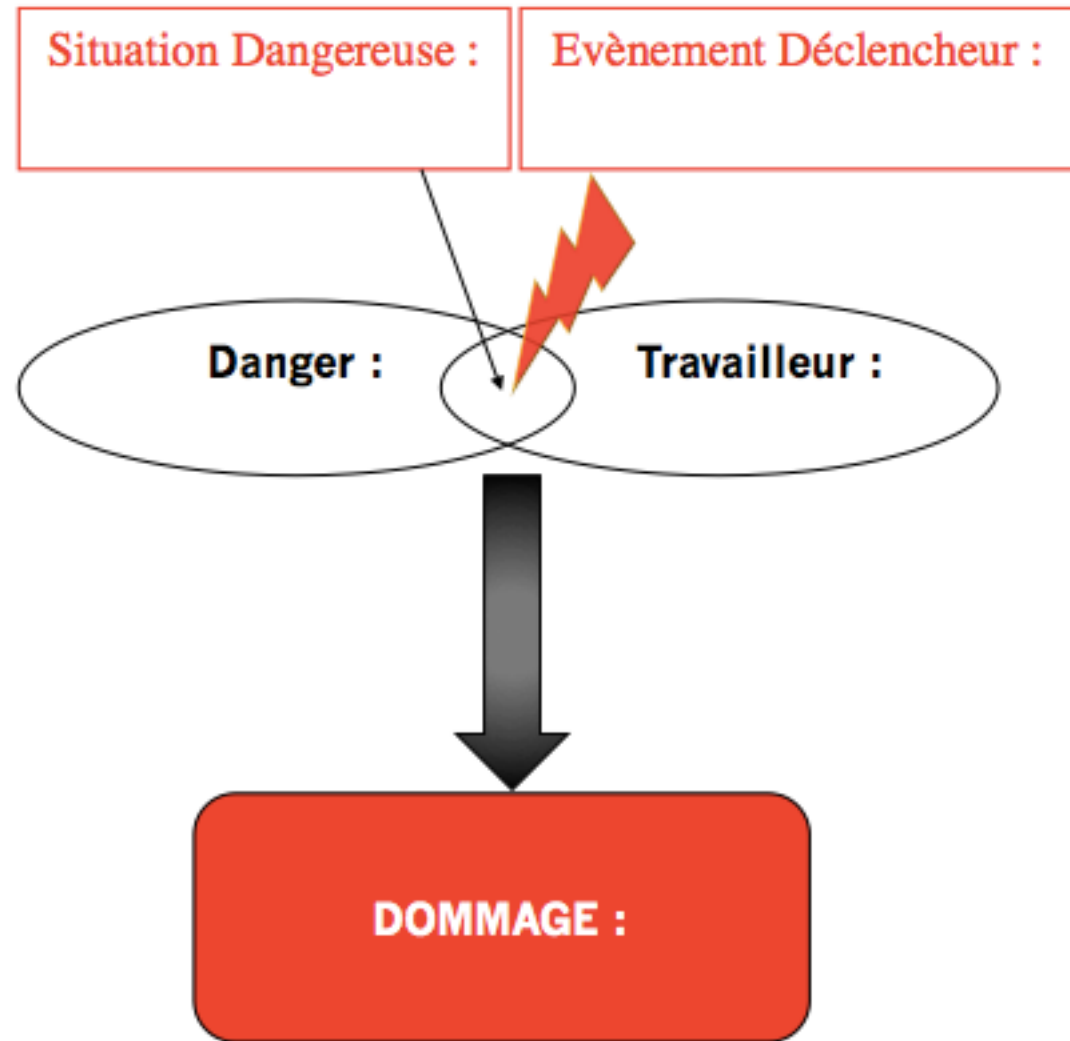 Situation Dangereuse :
Evènement Déclencheur :
Danger :
Travailleur :
DOMMAGE :